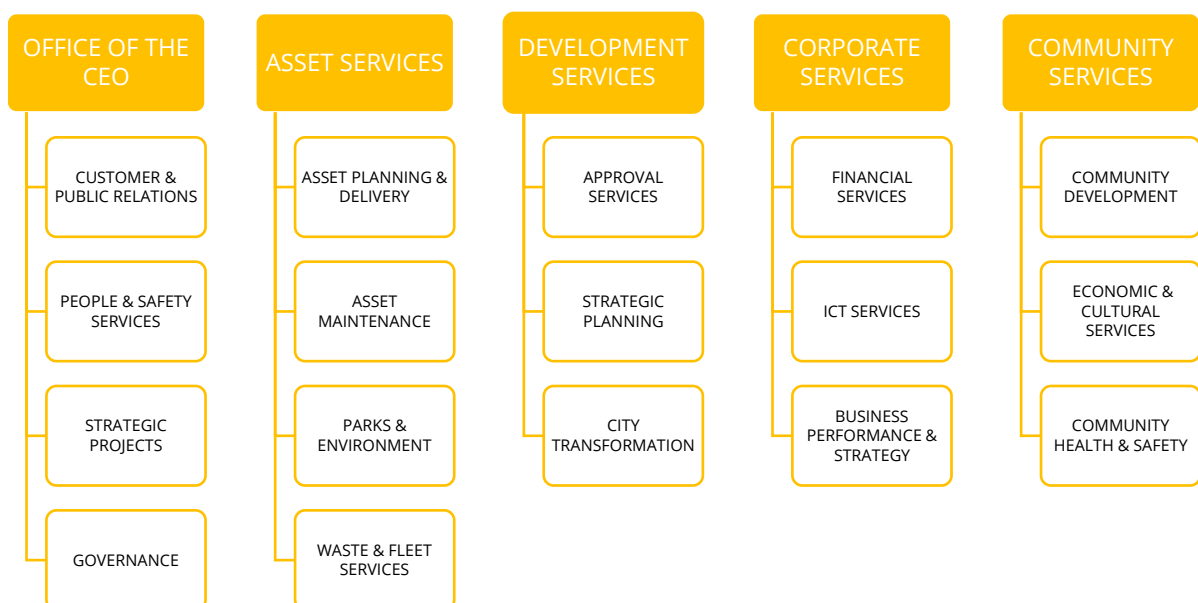 OFFICE OF THE
CEO
CUSTOMER &
PUBLIC RELATIONS
PEOPLE & SAFETY
SERVICES
STRATEGIC
PROJECTS
GOVERNANCE
ASSET SERVICES
ASSET PLANNING &
DELIVERY
ASSET
MAINTENANCE
PARKS &
ENVIRONMENT
WASTE & FLEET
SERVICES
DEVELOPMENT
SERVICES
APPROVAL
SERVICES
STRATEGIC
PLANNING
CITY
TRANSFORMATION
CORPORATE
SERVICES
FINANCIAL
SERVICES
ICT SERVICES
BUSINESS
PERFORMANCE &
STRATEGY
COMMUNITY
SERVICES
COMMUNITY
DEVELOPMENT
ECONOMIC &
CULTURAL
SERVICES
COMMUNITY
HEALTH & SAFETY